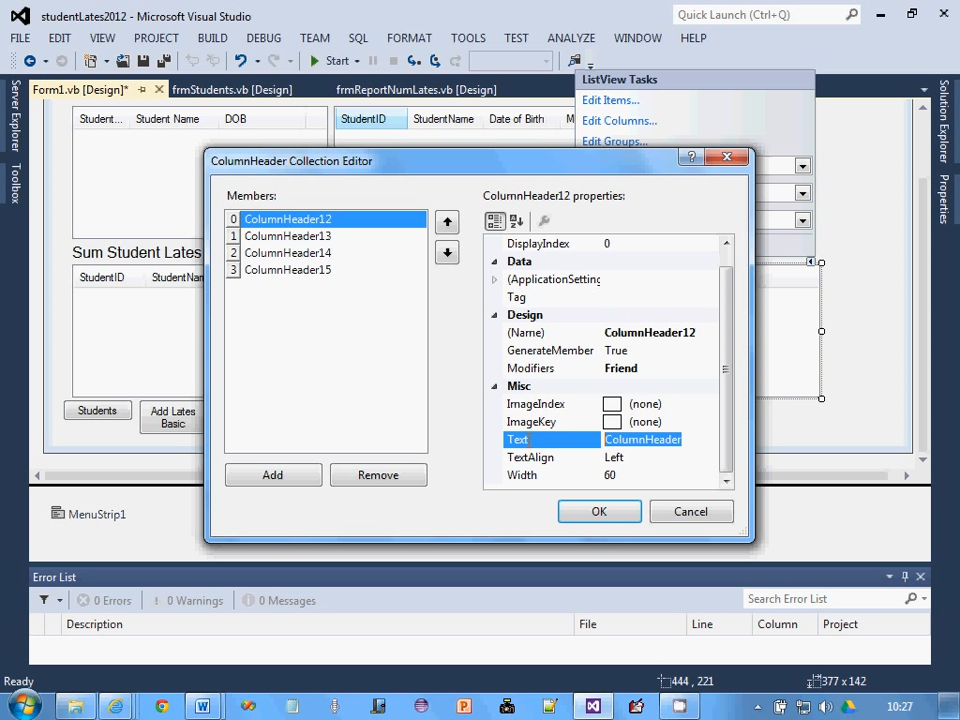 studentLates2012 - Microsoft Visual Studio
Quick Launch (Ctrl+Q)
FILE EDIT VIEW PROJECT BUILD DEBUG TEAM SQL FORMAT TOOLS TEST ANALYZE WINDOW HELP
Start
ListView Tasks
Form1.vb [Design]* frmStudents.vb [Design] frmReportNumLates.vb [Design]
Edit Items...
Server Explorer
Toolbox
Solution Explorer
Properties
Student... Student Name DOB StudentID StudentName Date of Birth M
Edit Columns...
Edit Groups...
ColumnHeader Collection Editor
Members:
ColumnHeader12 properties:
0 ColumnHeader12
1 ColumnHeader13
2 ColumnHeader14
3 ColumnHeader15
DisplayIndex 0
Data
(ApplicationSetting
Tag
Design
(Name) ColumnHeader12
GenerateMember True
Modifiers Friend
Misc
ImageIndex (none)
ImageKey (none)
Text ColumnHeader
TextAlign Left
Width 60
Add Remove
OK Cancel
Sum Student Lates
StudentID StudentNan
Students
Add Lates
Basic
MenuStrip1
Error List
0 Errors 0 Warnings 0 Messages
Search Error List
Description File Line Column Project
Ready
444 , 221
377 x 142
10:27